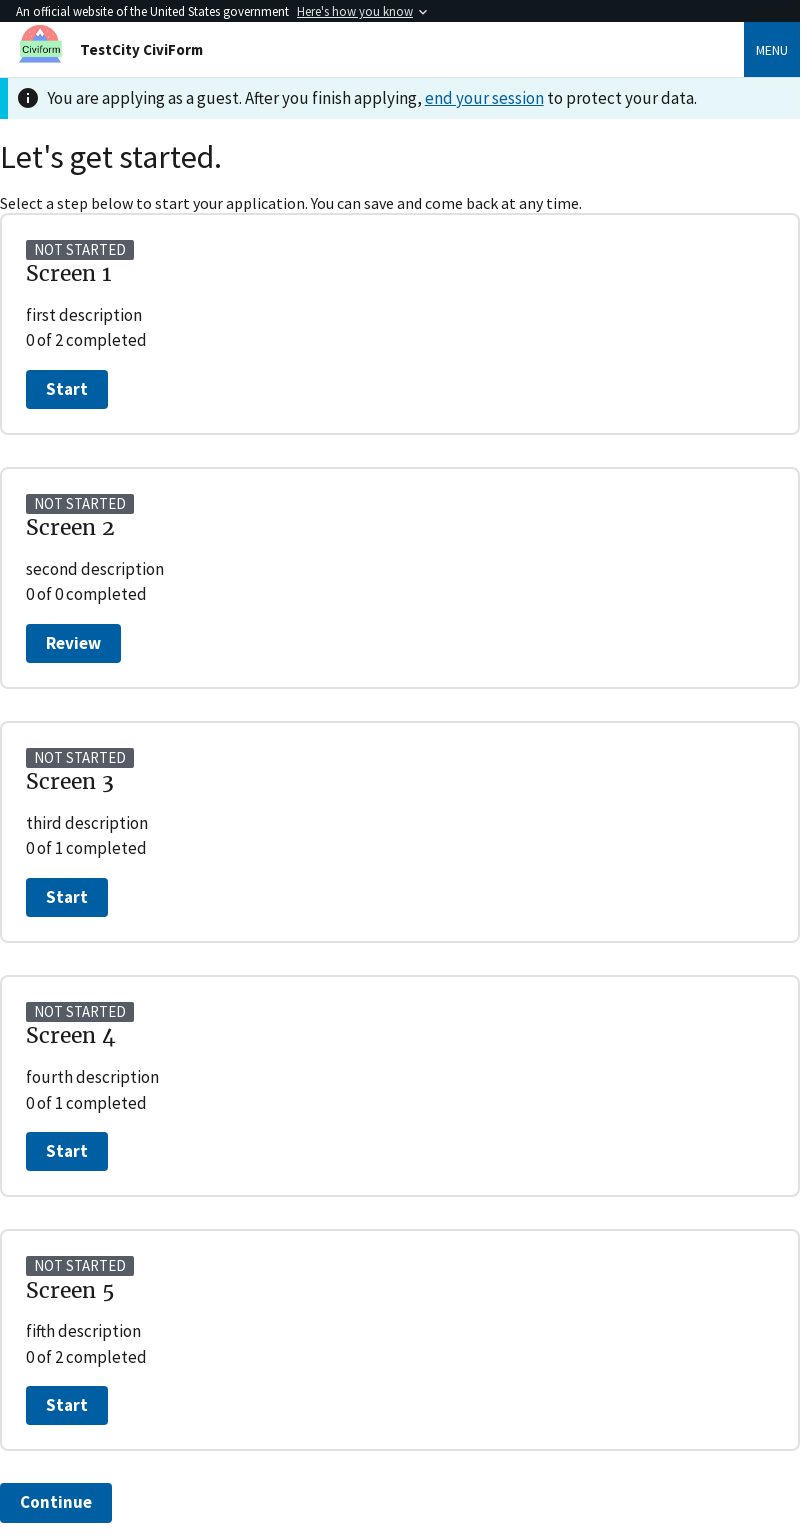 An official website of the United States government Here's how you know
Civiform
TestCity CiviForm
MENU
You are applying as a guest. After you finish applying, end your session to protect your data.
Let's get started.
Select a step below to start your application. You can save and come back at any time.
NOT STARTED
Screen 1
first description
0 of 2 completed
Start
NOT STARTED
Screen 2
second description
0 of 0 completed
Review
NOT STARTED
Screen 3
third description
0 of 1 completed
Start
NOT STARTED
Screen 4
fourth description
0 of 1 completed
Start
NOT STARTED
Screen 5
fifth description
0 of 2 completed
Start
Continue